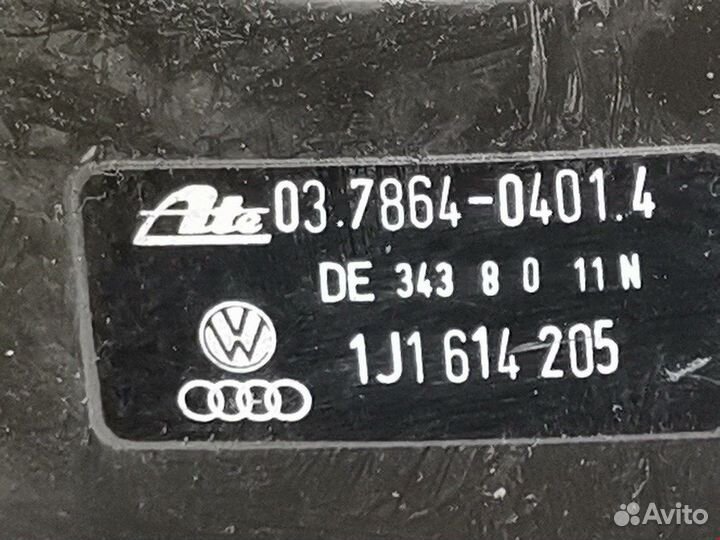 Ate 03.7864-0401.4
DE 343 8 0 11 N
1J1 614 205
Avito